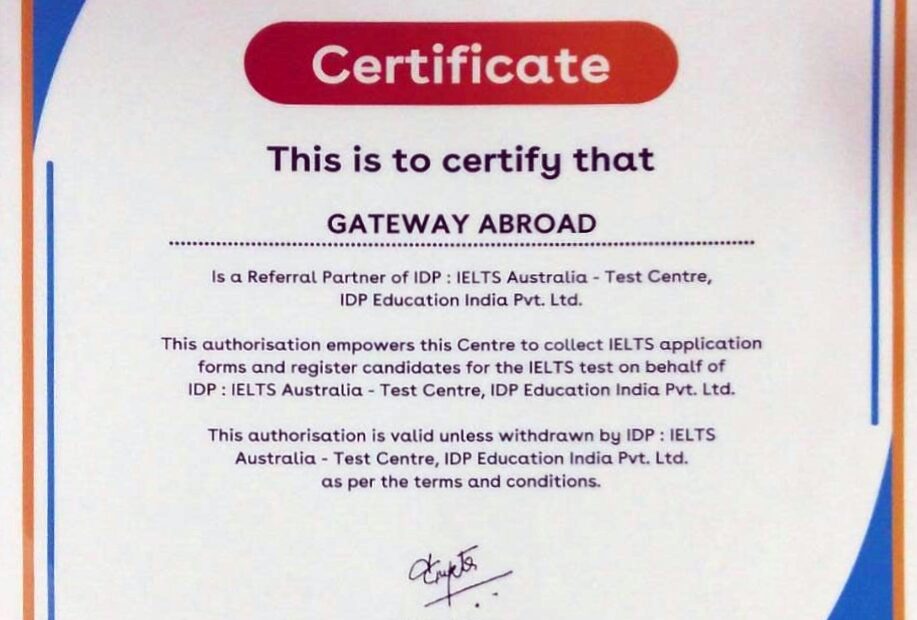 Certificate
This is to certify that
GATEWAY ABROAD
Is a Referral Partner of IDP : IELTS Australia - Test Centre,
IDP Education India Pvt. Ltd.
This authorisation empowers this Centre to collect IELTS application
forms and register candidates for the IELTS test on behalf of
IDP : IELTS Australia - Test Centre, IDP Education India Pvt. Ltd.
This authorisation is valid unless withdrawn by IDP : IELTS
Australia - Test Centre, IDP Education India Pvt. Ltd.
as per the terms and conditions.